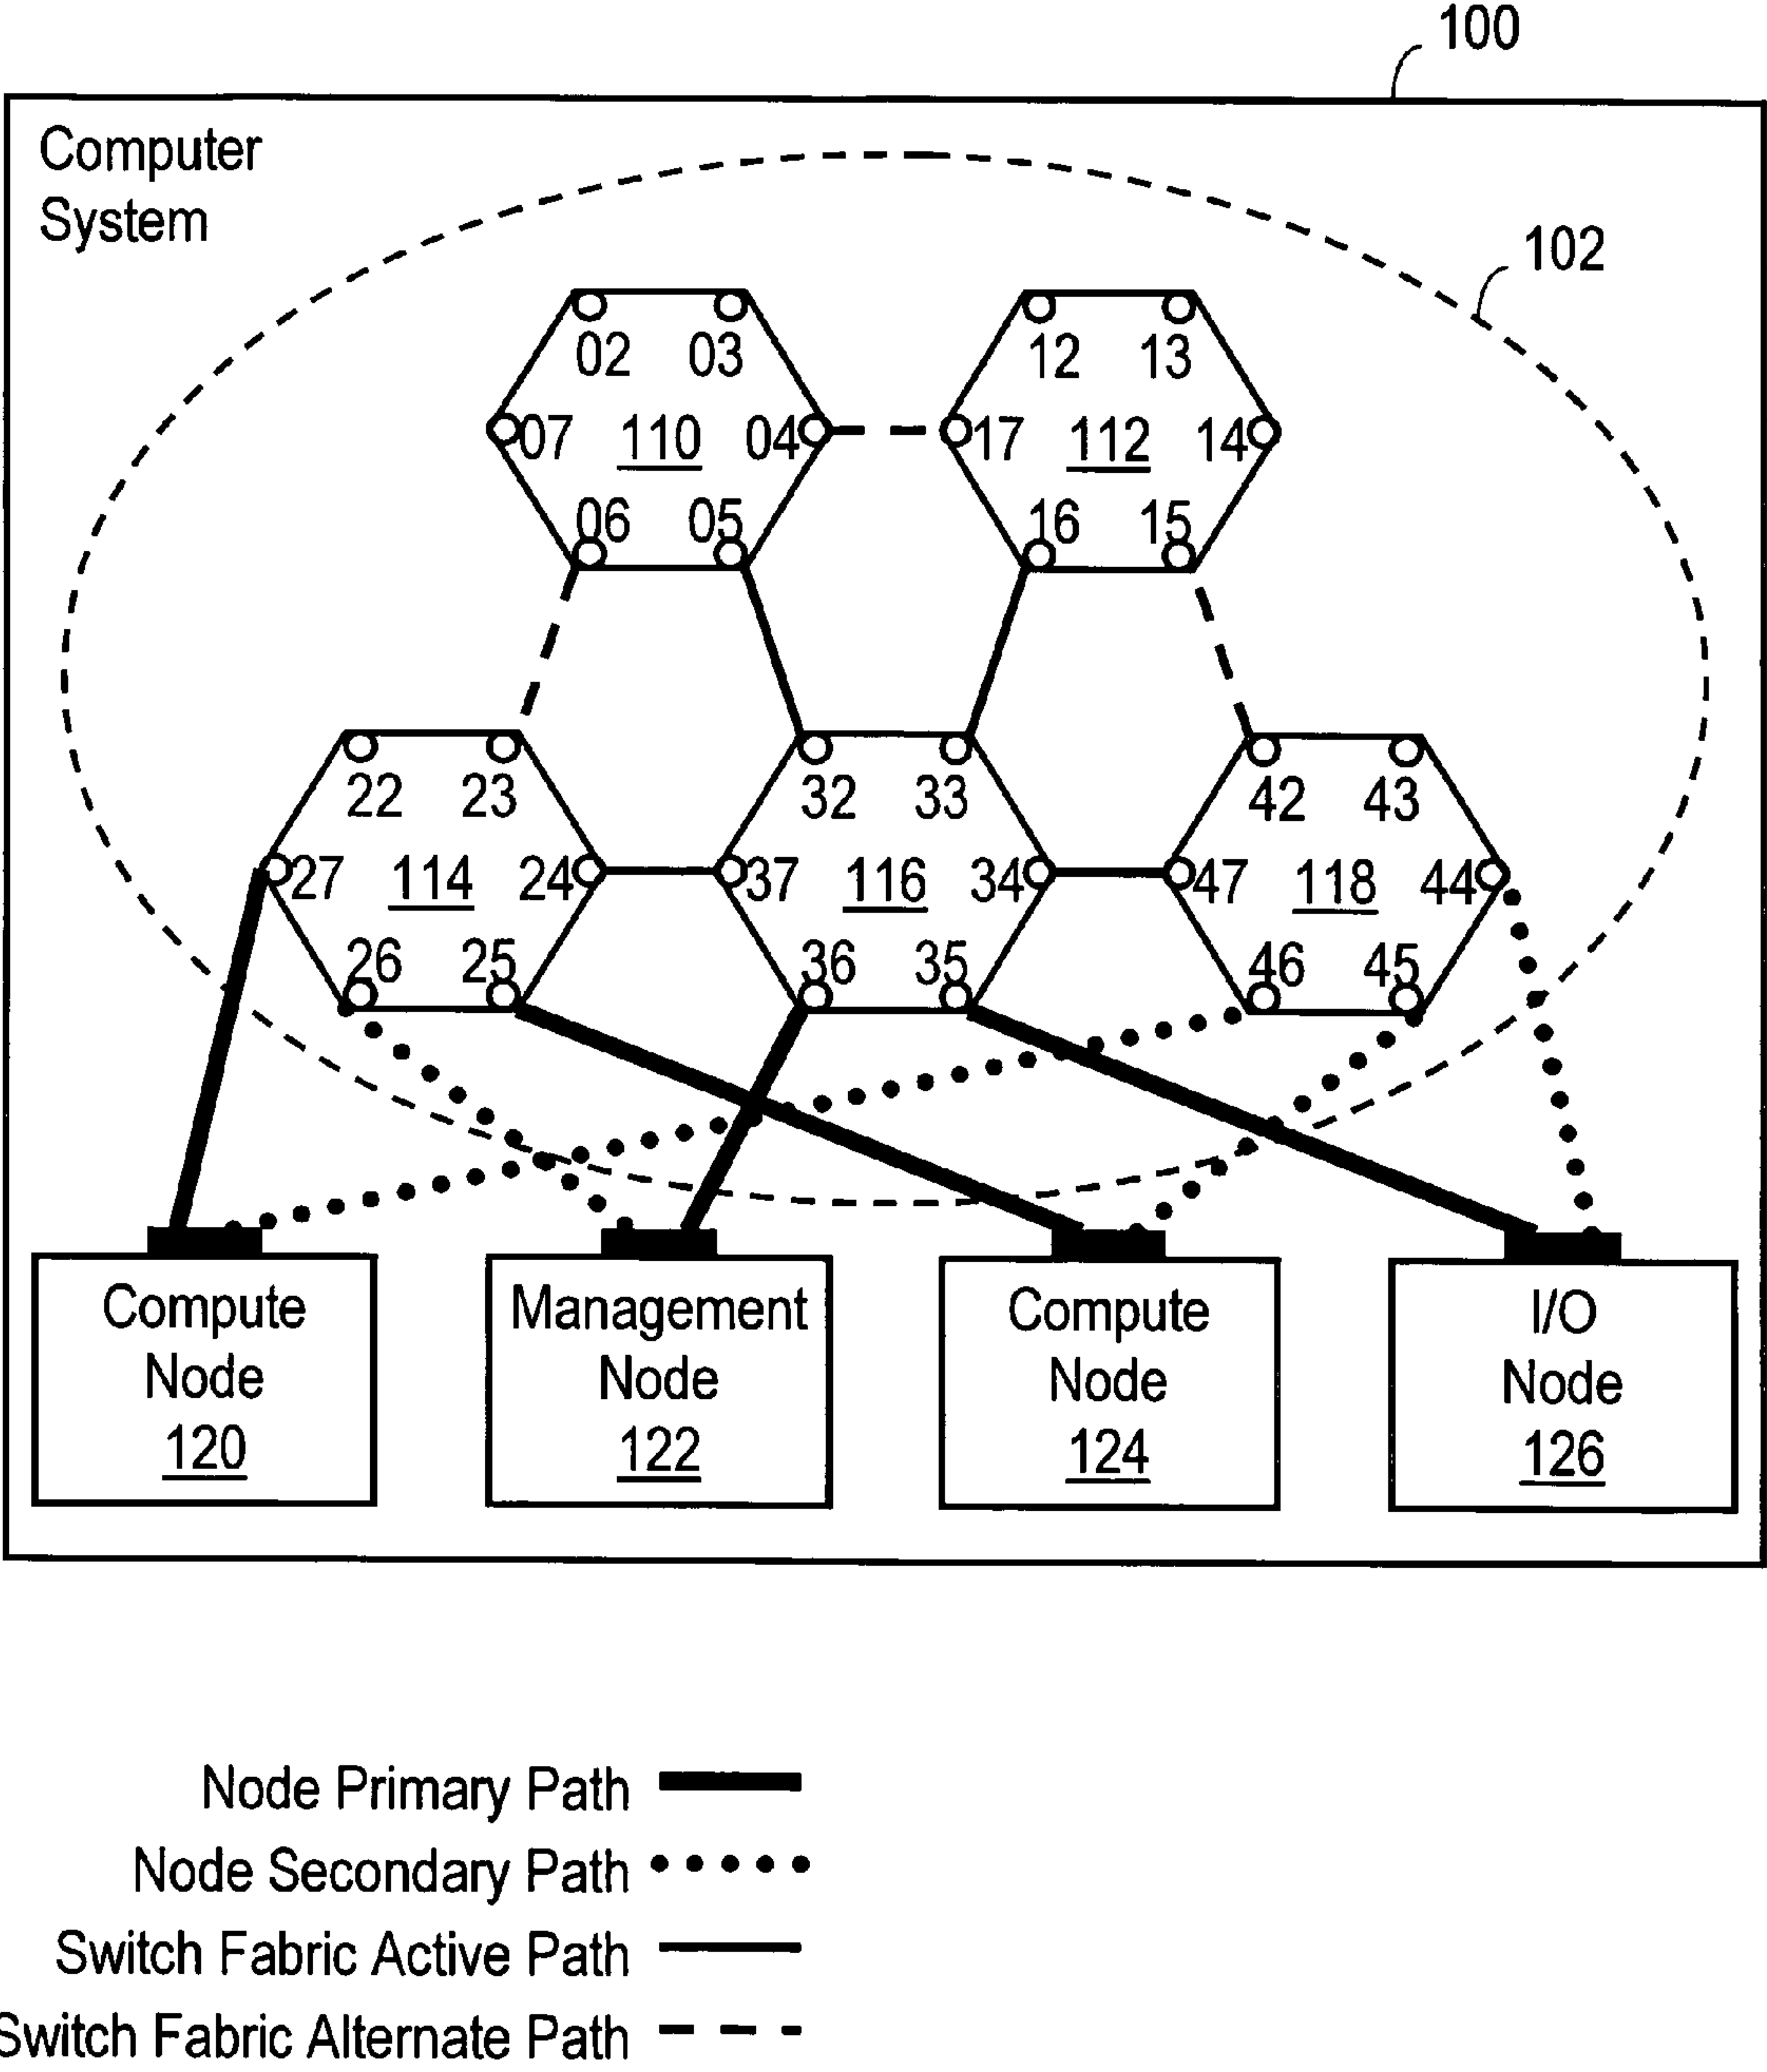 100
Computer
System
102
02 03
12 13
07 110 04
17 112 14
06 05
16 15
22 23
32 33
42 43
27 114 24
37 116 34
47 118 44
26 25
36 35
46 45
Compute
Node
120
Management
Node
122
Compute
Node
124
I/O
Node
126
Node Primary Path
Node Secondary Path
Switch Fabric Active Path
Switch Fabric Alternate Path